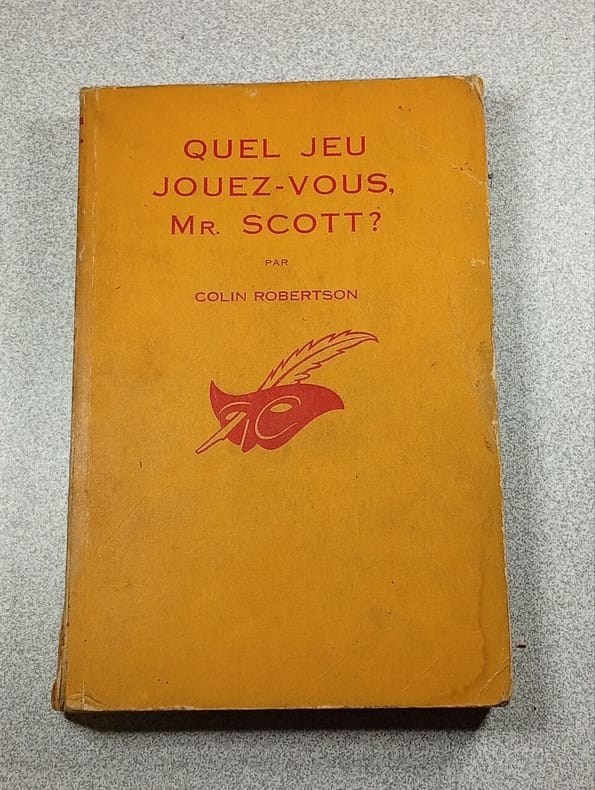 QUEL JEU
JOUEZ-VOUS,
MR. SCOTT?
PAR
COLIN ROBERTSON